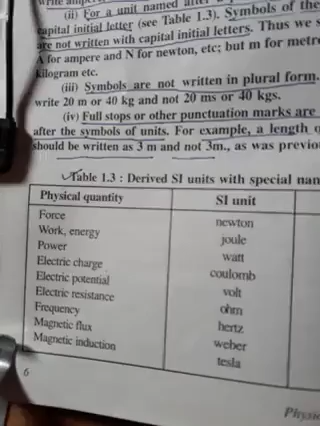 (ii) For a unit named after a
capital initial letter (see Table 1.3). Symbols of the
are not written with capital initial letters. Thus we
A for ampere and N for newton, etc; but m for metre
kilogram etc.
(iii) Symbols are not written in plural form.
write 20 m or 40 kg and not 20 ms or 40 kgs.
(iv) Full stops or other punctuation marks are
after the symbols of units. For example, a length o
should be written as 3 m and not 3m., as was previo
Table 1.3 : Derived SI units with special nam
Physical quantity SI unit
Force newton
Work, energy joule
Power watt
Electric charge coulomb
Electric potential volt
Electric resistance ohm
Frequency hertz
Magnetic flux weber
Magnetic induction tesla
6
Physic